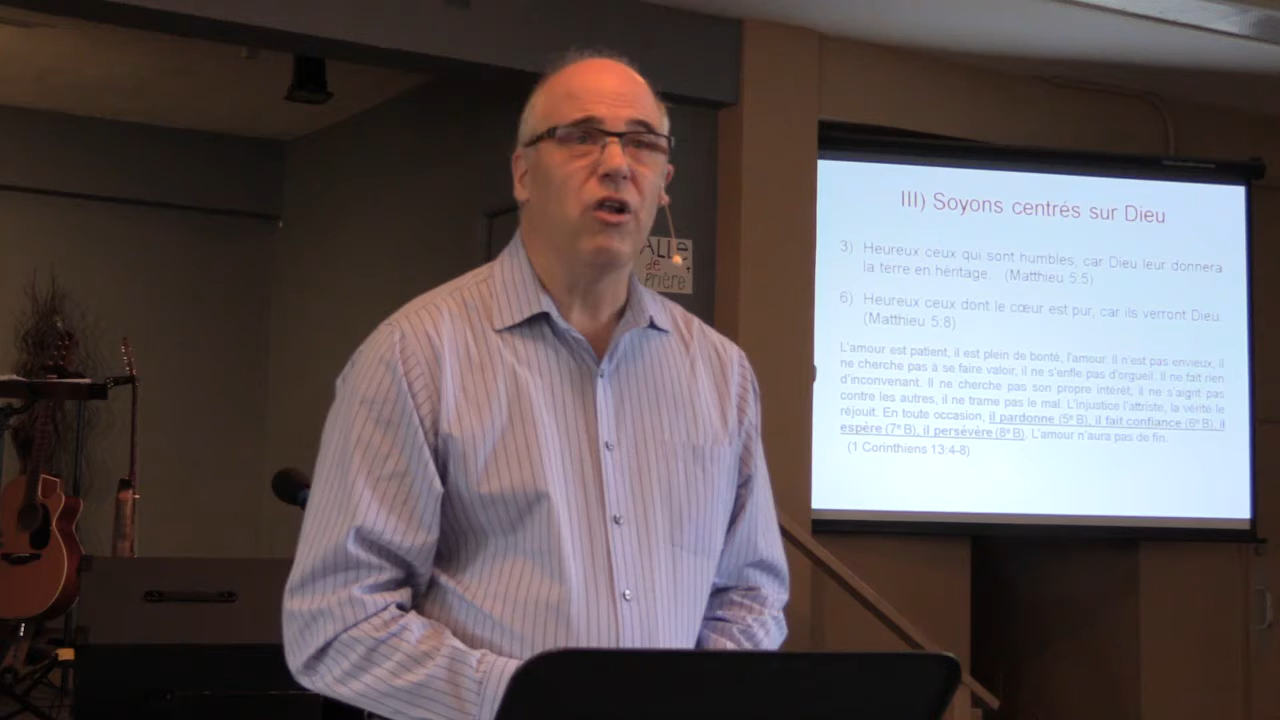 III) Soyons centrés sur Dieu
3) Heureux ceux qui sont humbles, car Dieu leur donnera
la terre en héritage. (Matthieu 5:5)
6) Heureux ceux dont le cœur est pur, car ils verront Dieu.
(Matthieu 5:8)
L'amour est patient, il est plein de bonté, l'amour. Il n'est pas envieux, il
ne cherche pas à se faire valoir, il ne s'enfle pas d'orgueil. Il ne fait rien
d'inconvenant. Il ne cherche pas son propre intérêt, il ne s'aigrit pas
contre les autres, il ne trame pas le mal. L'injustice l'attriste, la vérité le
réjouit. En toute occasion, il pardonne (5e B), il fait confiance (6e B), il
espère (7e B), il persévère (8e B). L'amour n'aura pas de fin.
(1 Corinthiens 13:4-8)
ALLe
de
Prière